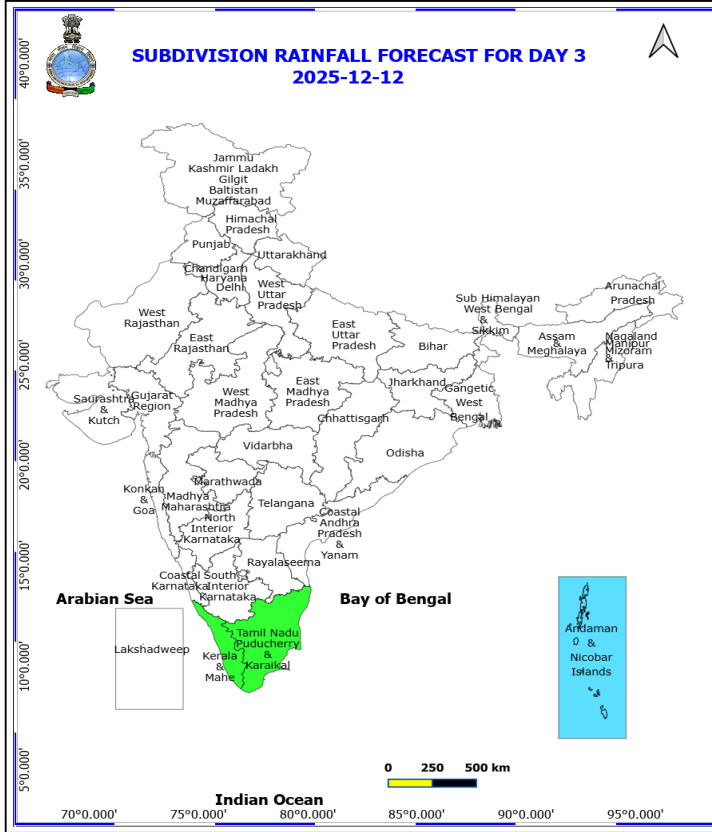 SUBDIVISION RAINFALL FORECAST FOR DAY 3
2025-12-12
40°0.000'
35°0.000'
30°0.000'
25°0.000'
20°0.000'
15°0.000'
10°0.000'
5°0.000'
Jammu
Kashmir Ladakh
Gilgit
Baltistan
Muzaffarabad
Himachal
Pradesh
Punjab
Uttarakhand
Chandigarh
Haryana
Delhi
West
Uttar
Pradesh
West
Rajasthan
East
Rajasthan
East
Uttar
Pradesh
Bihar
Sub Himalayan
West Bengal
&
Sikkim
Arunachal
Pradesh
Assam
&
Meghalaya
Nagaland
Manipur
Mizoram
&
Tripura
Saurashtra
&
Kutch
Gujarat
Region
West
Madhya
Pradesh
East
Madhya
Pradesh
Jharkhand
Gangetic
West
Bengal
Chhattisgarh
Vidarbha
Odisha
Konkan
&
Goa
Madhya
Maharashtra
Marathwada
Telangana
North
Interior
Karnataka
Coastal
Andhra
Pradesh
&
Yanam
Rayalaseema
Coastal
Karnataka
South
Interior
Karnataka
Arabian Sea
Bay of Bengal
Lakshadweep
Kerala
&
Mahe
Tamil Nadu
Puducherry
&
Karaikal
Andaman
&
Nicobar
Islands
0 250 500 km
Indian Ocean
70°0.000' 75°0.000' 80°0.000' 85°0.000' 90°0.000' 95°0.000'